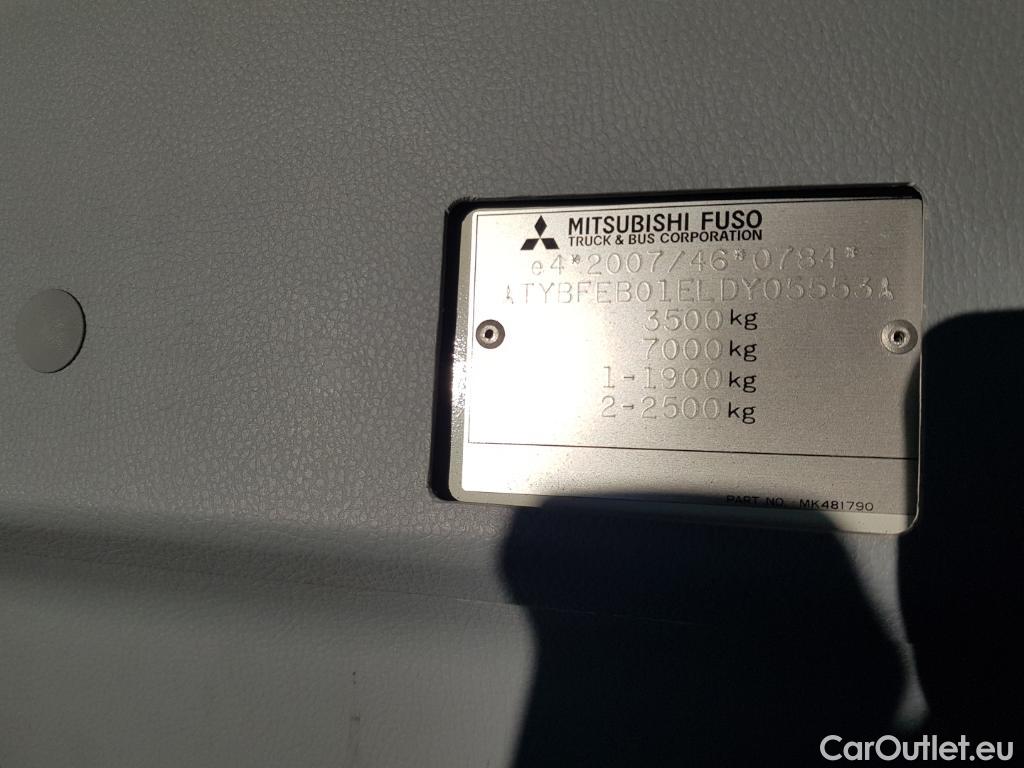 MITSUBISHI FUSO
TRUCK & BUS CORPORATION
e4*2007/46*0784*
TYBFEB01ELDY05553
3500 kg
7000 kg
1-1900 kg
2-2500 kg
PART NO. MK481790
CarOutlet.eu